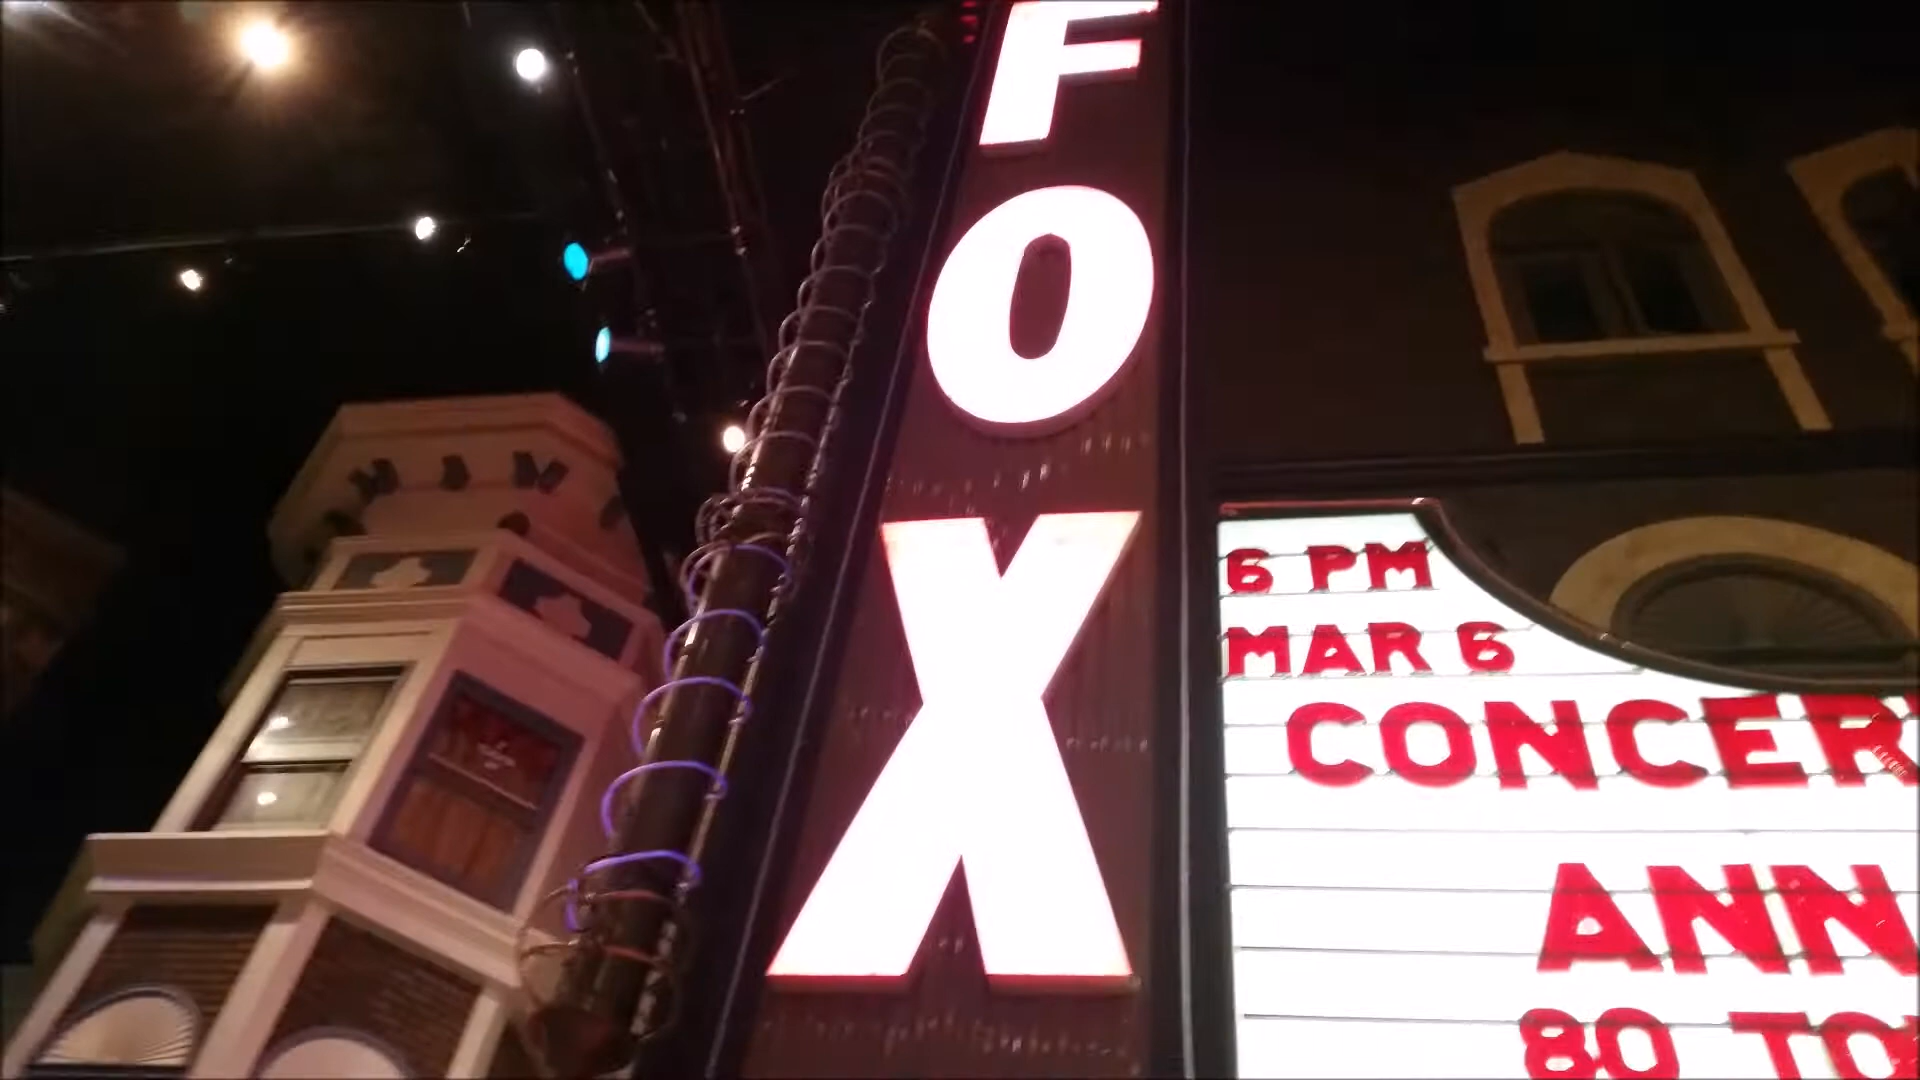 FOX
6 PM
MAR 6
CONCER
ANN
80 TO